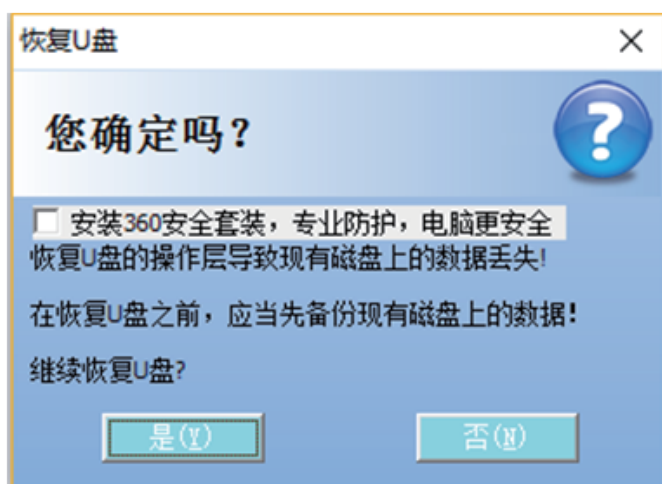 恢复U盘
您确定吗？
安装360安全套装，专业防护，电脑更安全
恢复U盘的操作层导致现有磁盘上的数据丢失!
在恢复U盘之前，应当先备份现有磁盘上的数据!
继续恢复U盘?
是(Y)
否(N)